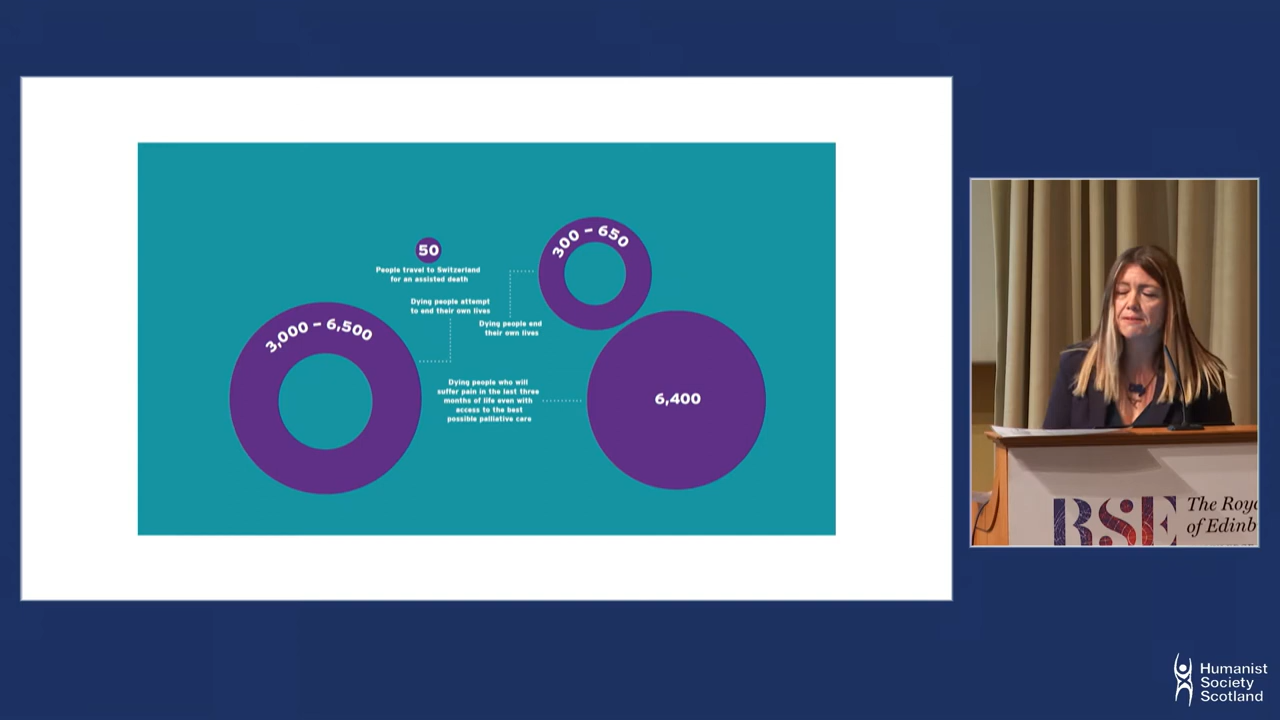 50
People travel to Switzerland
for an assisted death
300 – 650
Dying people attempt
to end their own lives
Dying people end
their own lives
3,000 – 6,500
Dying people who will
suffer pain in the last three
months of life even with
access to the best
possible palliative care
6,400
RSE
The Roya
of Edinb
Humanist
Society
Scotland